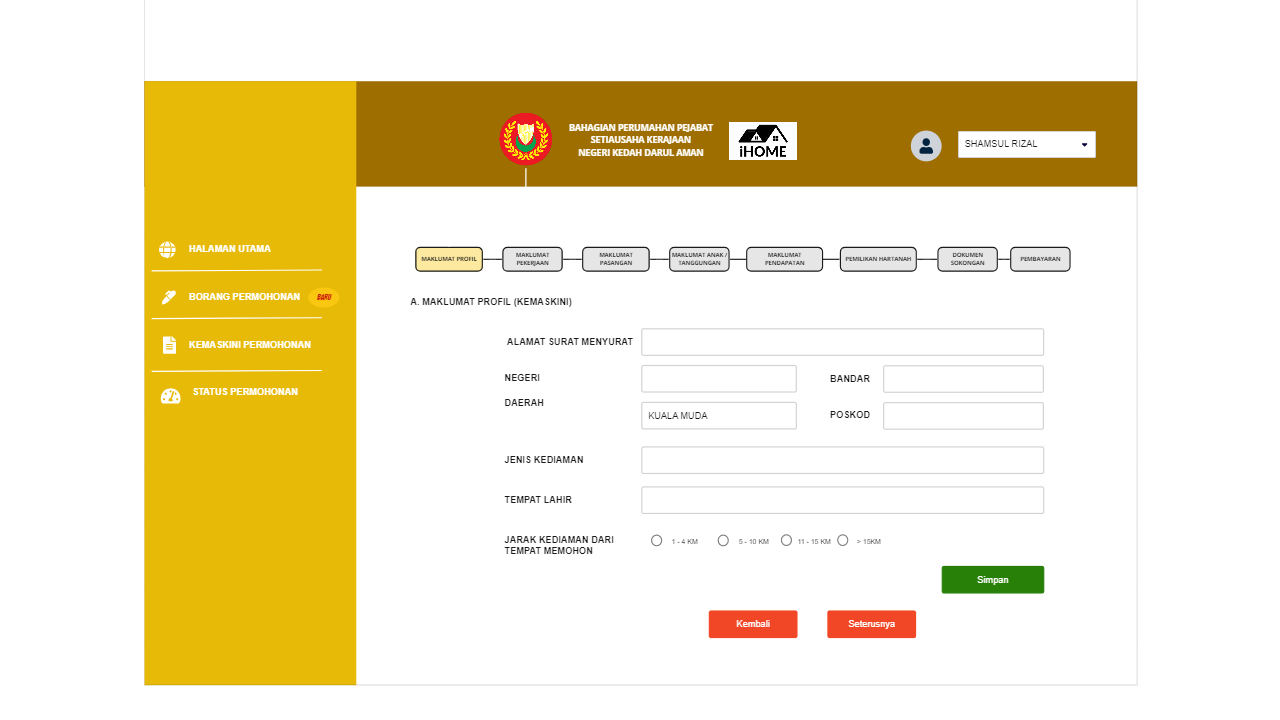 BAHAGIAN PERUMAHAN PEJABAT
SETIAUSAHA KERAJAAN
NEGERI KEDAH DARUL AMAN
iHOME
SHAMSUL RIZAL
HALAMAN UTAMA
BORANG PERMOHONAN
BARU
KEMASKINI PERMOHONAN
STATUS PERMOHONAN
MAKLUMAT PROFIL
MAKLUMAT
PEKERJAAN
MAKLUMAT
PASANGAN
MAKLUMAT ANAK /
TANGGUNGAN
MAKLUMAT
PENDAPATAN
PEMILIKAN HARTANAH
DOKUMEN
SOKONGAN
PEMBAYARAN
A. MAKLUMAT PROFIL (KEMASKINI)
ALAMAT SURAT MENYURAT
NEGERI
BANDAR
DAERAH
KUALA MUDA
POSKOD
JENIS KEDIAMAN
TEMPAT LAHIR
JARAK KEDIAMAN DARI
TEMPAT MEMOHON
1 - 4 KM
5 - 10 KM
11 - 15 KM
> 15KM
Simpan
Kembali
Seterusnya